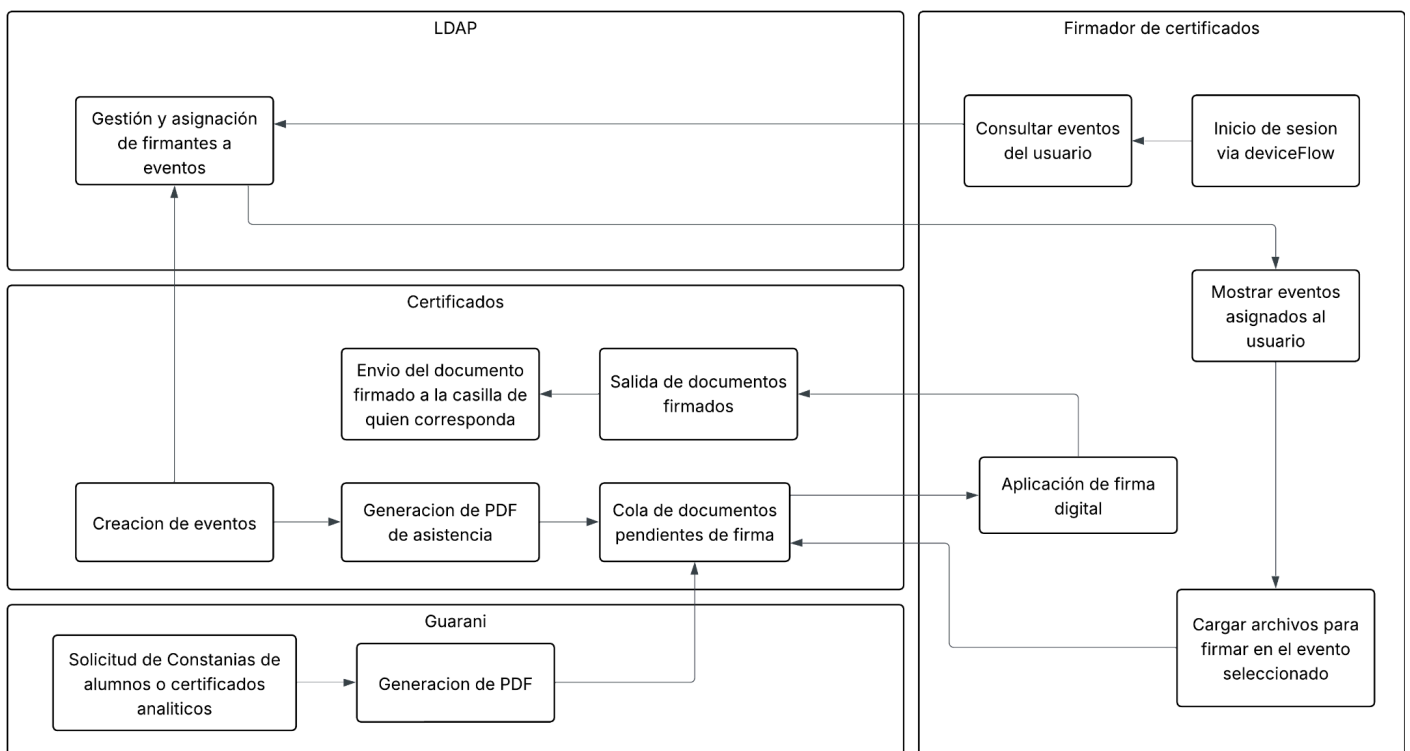 LDAP
Gestión y asignación
de firmantes a
eventos
Firmador de certificados
Consultar eventos
del usuario
Inicio de sesion
via deviceFlow
Mostrar eventos
asignados al
usuario
Certificados
Envio del documento
firmado a la casilla de
quien corresponda
Salida de documentos
firmados
Creacion de eventos
Generacion de PDF
de asistencia
Cola de documentos
pendientes de firma
Aplicación de firma
digital
Cargar archivos para
firmar en el evento
seleccionado
Guarani
Solicitud de Constanias de
alumnos o certificados
analiticos
Generacion de PDF